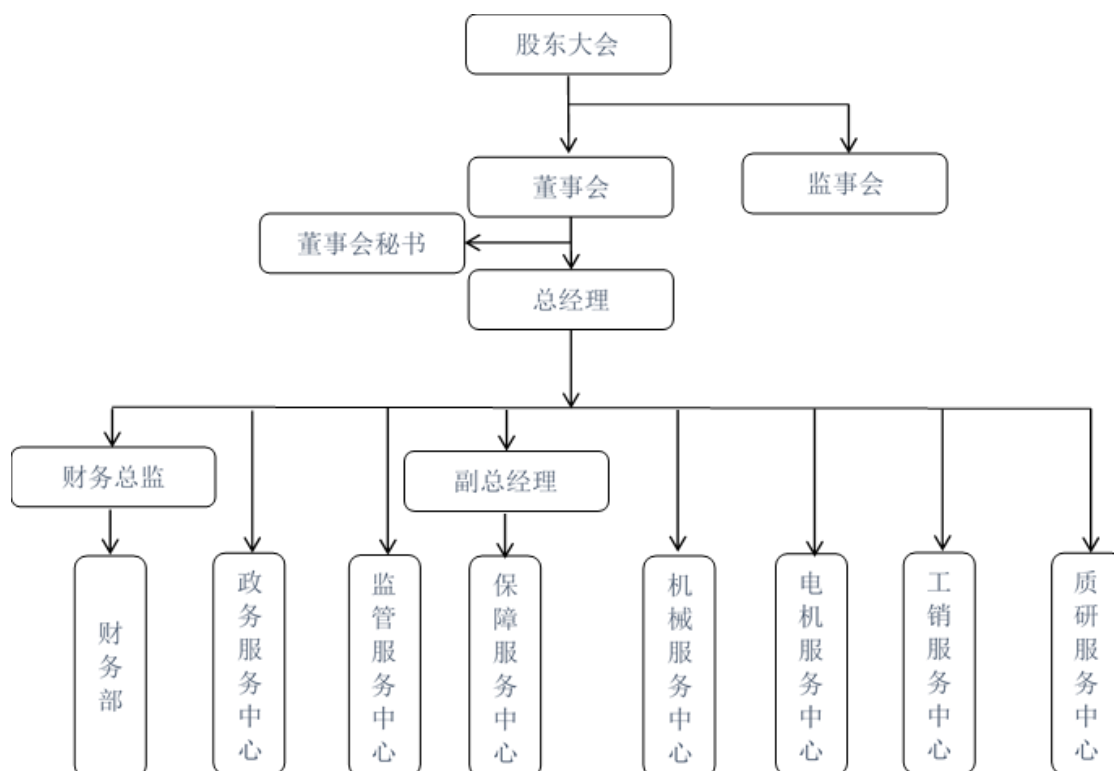 股东大会
董事会
监事会
董事会秘书
总经理
财务总监
副总经理
财务部
政务服务中心
监管服务中心
保障服务中心
机械服务中心
电机服务中心
工销服务中心
质研服务中心